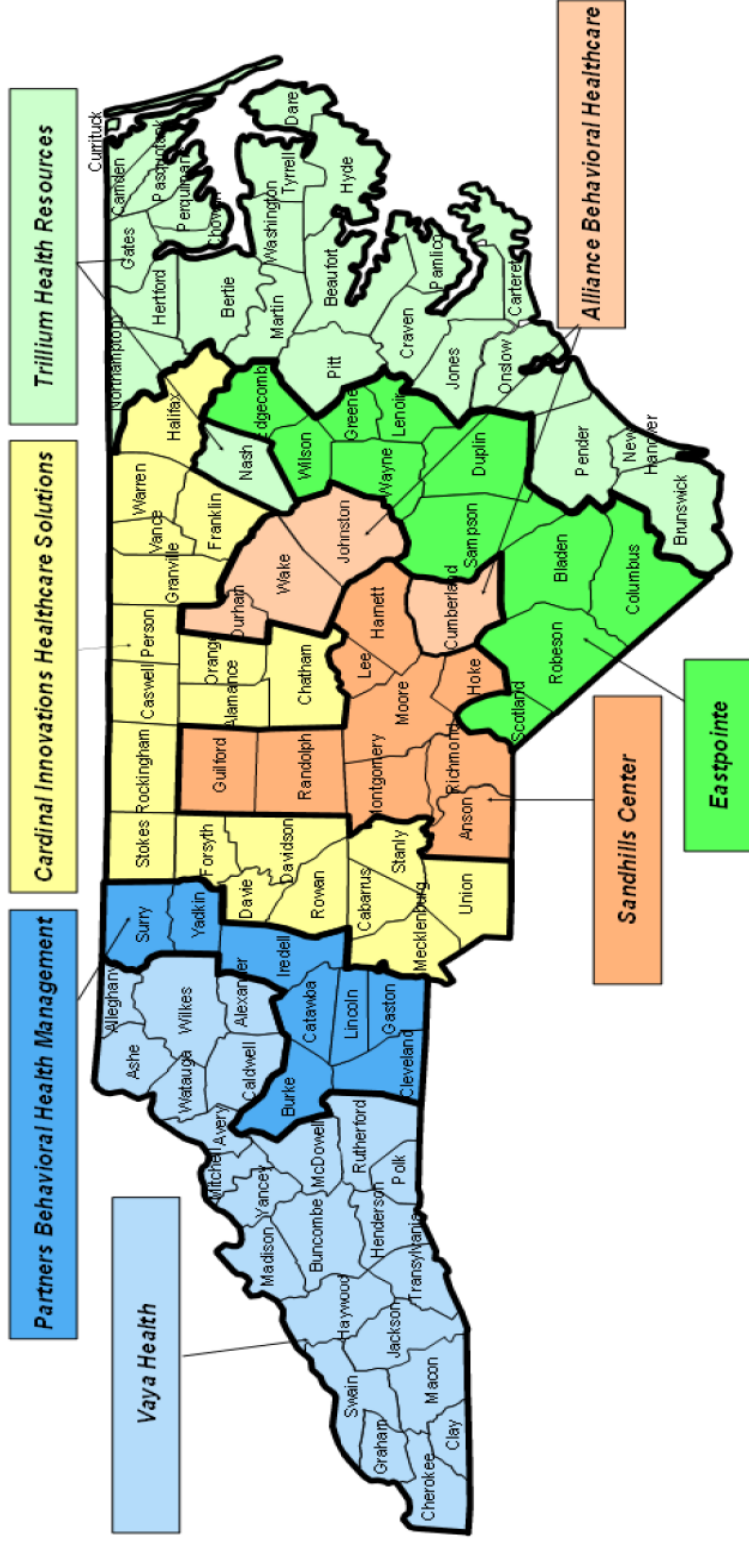 Vaya Health
Partners Behavioral Health Management
Cardinal Innovations Healthcare Solutions
Trillium Health Resources
Cherokee
Graham
Clay
Swain
Macon
Jackson
Haywood
Transylvania
Madison
Buncombe
Henderson
Yancey
Mitchell
Avery
McDowell
Polk
Rutherford
Ashe
Alleghany
Watauga
Wilkes
Caldwell
Alexander
Burke
Catawba
Lincoln
Gaston
Cleveland
Iredell
Surry
Yadkin
Stokes
Rockingham
Caswell
Person
Forsyth
Davie
Davidson
Rowan
Cabarrus
Stanly
Mecklenburg
Union
Guilford
Randolph
Montgomery
Anson
Richmond
Moore
Hoke
Lee
Harnett
Alamance
Orange
Chatham
Durham
Wake
Johnston
Cumberland
Granville
Vance
Warren
Franklin
Halifax
Nash
Edgecomb
Wilson
Greene
Wayne
Lenoir
Duplin
Sampson
Bladen
Columbus
Robeson
Scotland
Northampton
Hertford
Gates
Camden
Currituck
Pasquotank
Perquimans
Chowan
Bertie
Martin
Washington
Tyrrell
Dare
Hyde
Beaufort
Pitt
Craven
Pamlico
Jones
Carteret
Onslow
Pender
New
Hanover
Brunswick
Sandhills Center
Eastpointe
Alliance Behavioral Healthcare